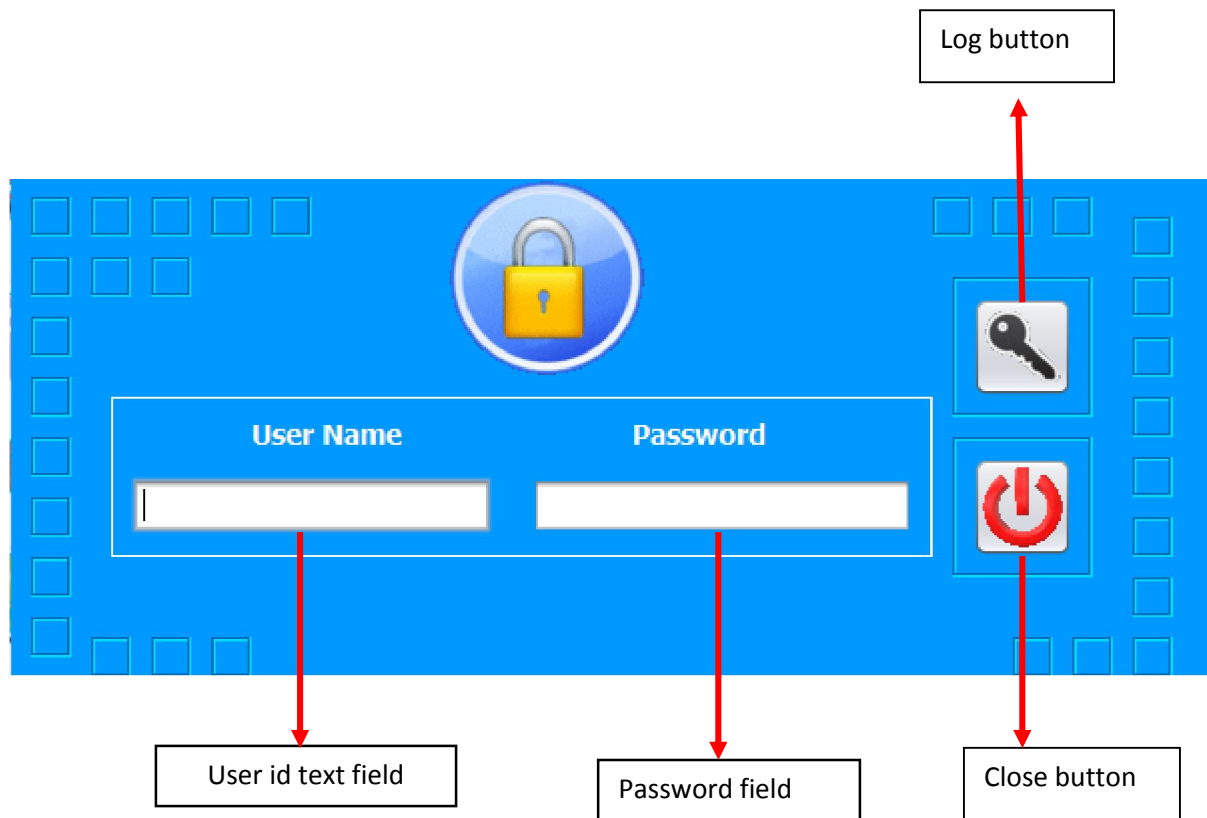 Log button
User Name
Password
User id text field
Password field
Close button